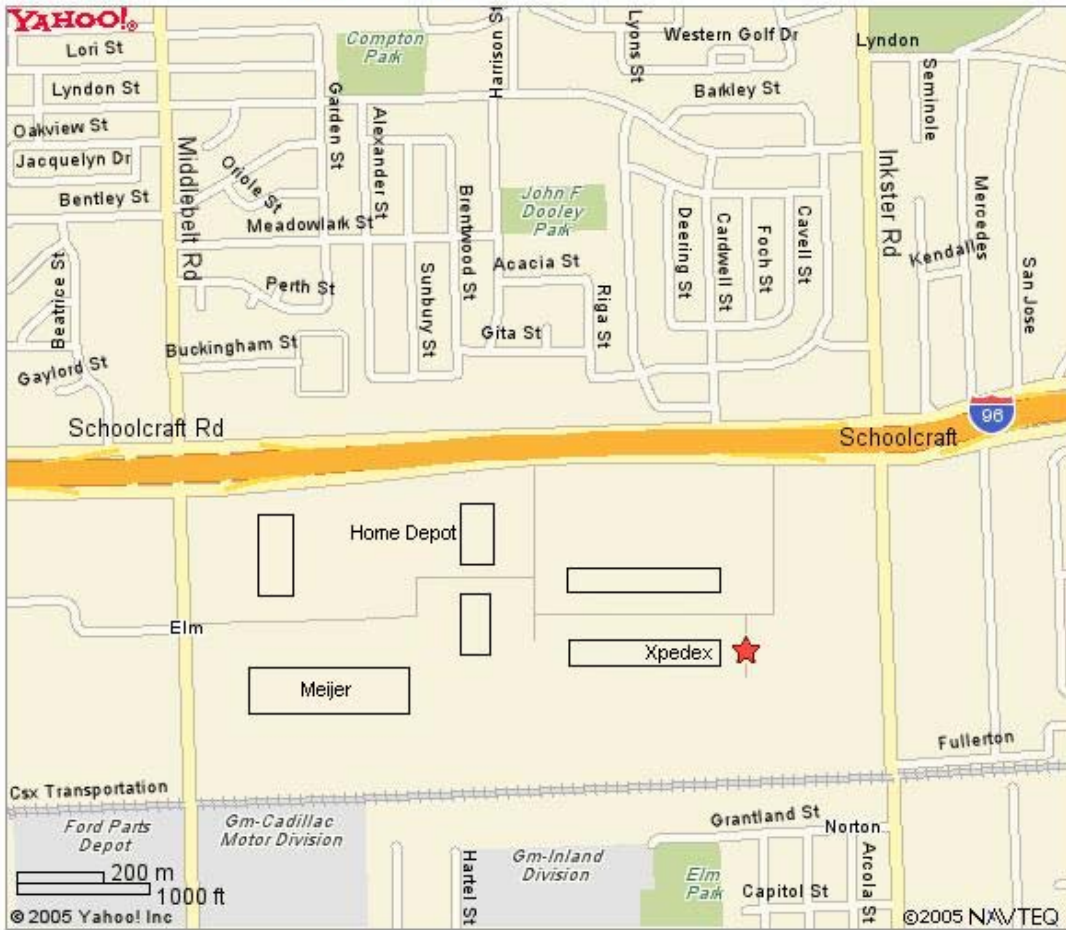 YAHOO!®
Lori St
Compton
Park
Harrison St
Lyons St
Western Golf Dr
Lyndon
Lyndon St
Garden St
Barkley St
Seminole
Oakview St
Alexander St
Jacquelyn Dr
Middlebelt Rd
Oriole St
Inkster Rd
Bentley St
Brentwood St
John F
Dooley
Park
Mercedes
Meadowlark St
Deering St
Cardwell St
Foch St
Cavell St
Kendall
Beatrice St
Perth St
Sunbury St
Acacia St
Riga St
San Jose
Buckingham St
Gita St
Gaylord St
Schoolcraft Rd
96
Schoolcraft
Home Depot
Elm
Xpedex
Meijer
Fullerton
Csx Transportation
Ford Parts
Depot
Gm-Cadillac
Motor Division
Grantland St
Norton
Hartel St
Gm-Inland
Division
Elm
Park
Arcola St
Capitol St
200 m
1000 ft
© 2005 Yahoo! Inc
©2005 NAVTEQ